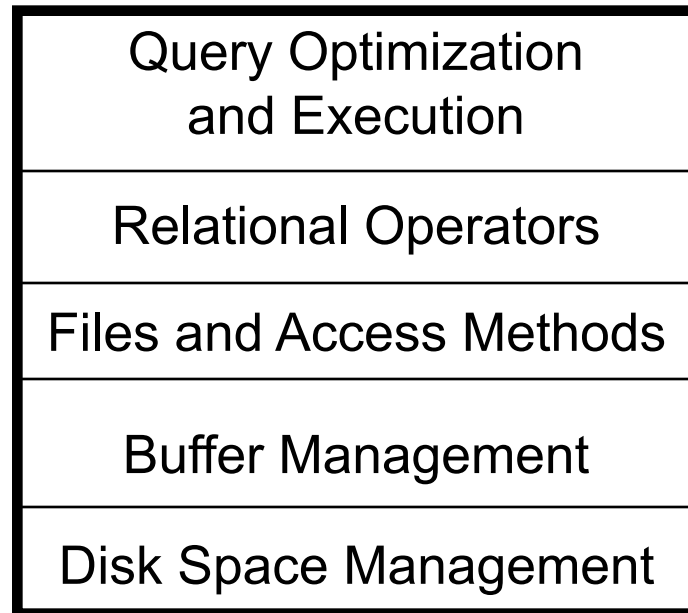 Query Optimization
and Execution
Relational Operators
Files and Access Methods
Buffer Management
Disk Space Management